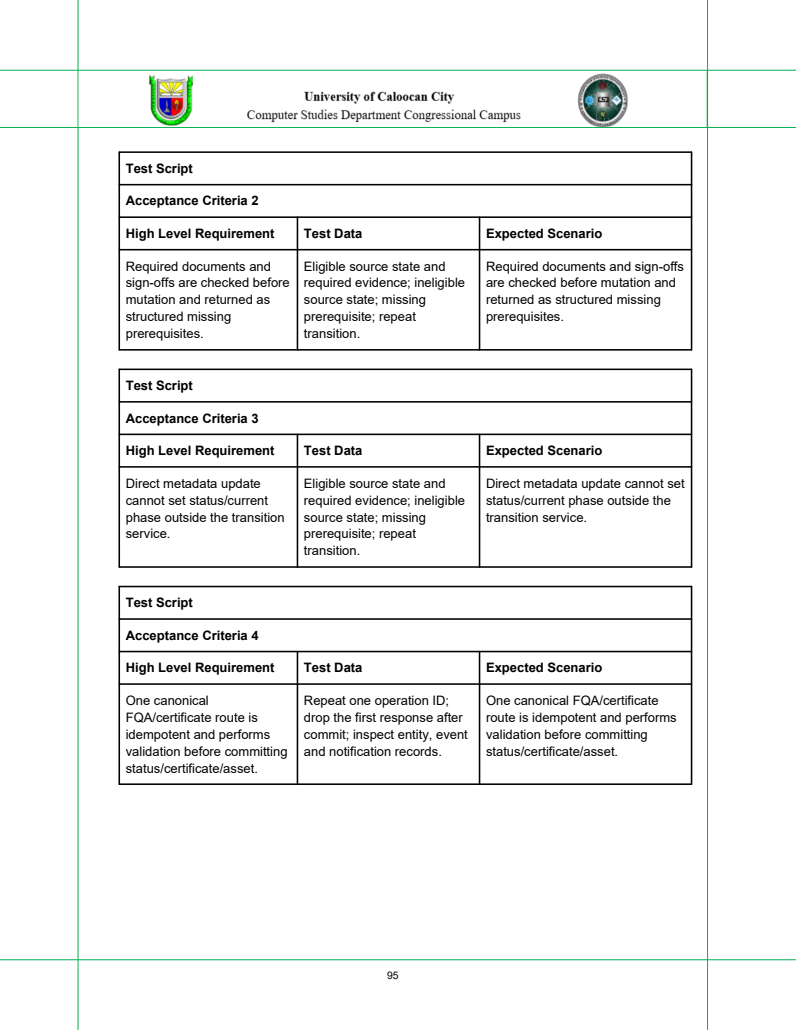 University of Caloocan City
Computer Studies Department Congressional Campus
Test Script
Acceptance Criteria 2
High Level Requirement
Test Data
Expected Scenario
Required documents and
sign-offs are checked before
mutation and returned as
structured missing
prerequisites.
Eligible source state and
required evidence; ineligible
source state; missing
prerequisite; repeat
transition.
Required documents and sign-offs
are checked before mutation and
returned as structured missing
prerequisites.
Test Script
Acceptance Criteria 3
High Level Requirement
Test Data
Expected Scenario
Direct metadata update
cannot set status/current
phase outside the transition
service.
Eligible source state and
required evidence; ineligible
source state; missing
prerequisite; repeat
transition.
Direct metadata update cannot set
status/current phase outside the
transition service.
Test Script
Acceptance Criteria 4
High Level Requirement
Test Data
Expected Scenario
One canonical
FQA/certificate route is
idempotent and performs
validation before committing
status/certificate/asset.
Repeat one operation ID;
drop the first response after
commit; inspect entity, event
and notification records.
One canonical FQA/certificate
route is idempotent and performs
validation before committing
status/certificate/asset.
95